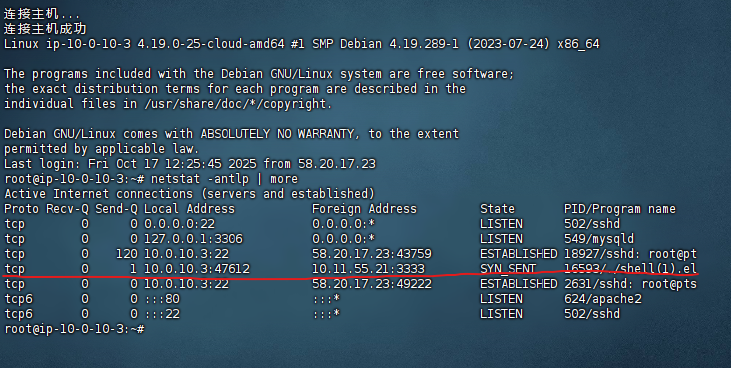 连接主机...
连接主机成功
Linux ip-10-0-10-3 4.19.0-25-cloud-amd64 #1 SMP Debian 4.19.289-1 (2023-07-24) x86_64
The programs included with the Debian GNU/Linux system are free software;
the exact distribution terms for each program are described in the
individual files in /usr/share/doc/*/copyright.
Debian GNU/Linux comes with ABSOLUTELY NO WARRANTY, to the extent
permitted by applicable law.
Last login: Fri Oct 17 12:25:45 2025 from 58.20.17.23
root@ip-10-0-10-3:~# netstat -antlp | more
Active Internet connections (servers and established)
Proto Recv-Q Send-Q Local Address           Foreign Address         State       PID/Program name
tcp        0      0 0.0.0.0:22              0.0.0.0:*               LISTEN      502/sshd
tcp        0      0 127.0.0.1:3306          0.0.0.0:*               LISTEN      549/mysqld
tcp        0    120 10.0.10.3:22            58.20.17.23:43759       ESTABLISHED 18927/sshd: root@pt
tcp        0      1 10.0.10.3:47612         10.11.55.21:3333        SYN_SENT    16593/./shell(1).el
tcp        0      0 10.0.10.3:22            58.20.17.23:49222       ESTABLISHED 2631/sshd: root@pts
tcp6       0      0 :::80                   :::*                    LISTEN      624/apache2
tcp6       0      0 :::22                   :::*                    LISTEN      502/sshd
root@ip-10-0-10-3:~#